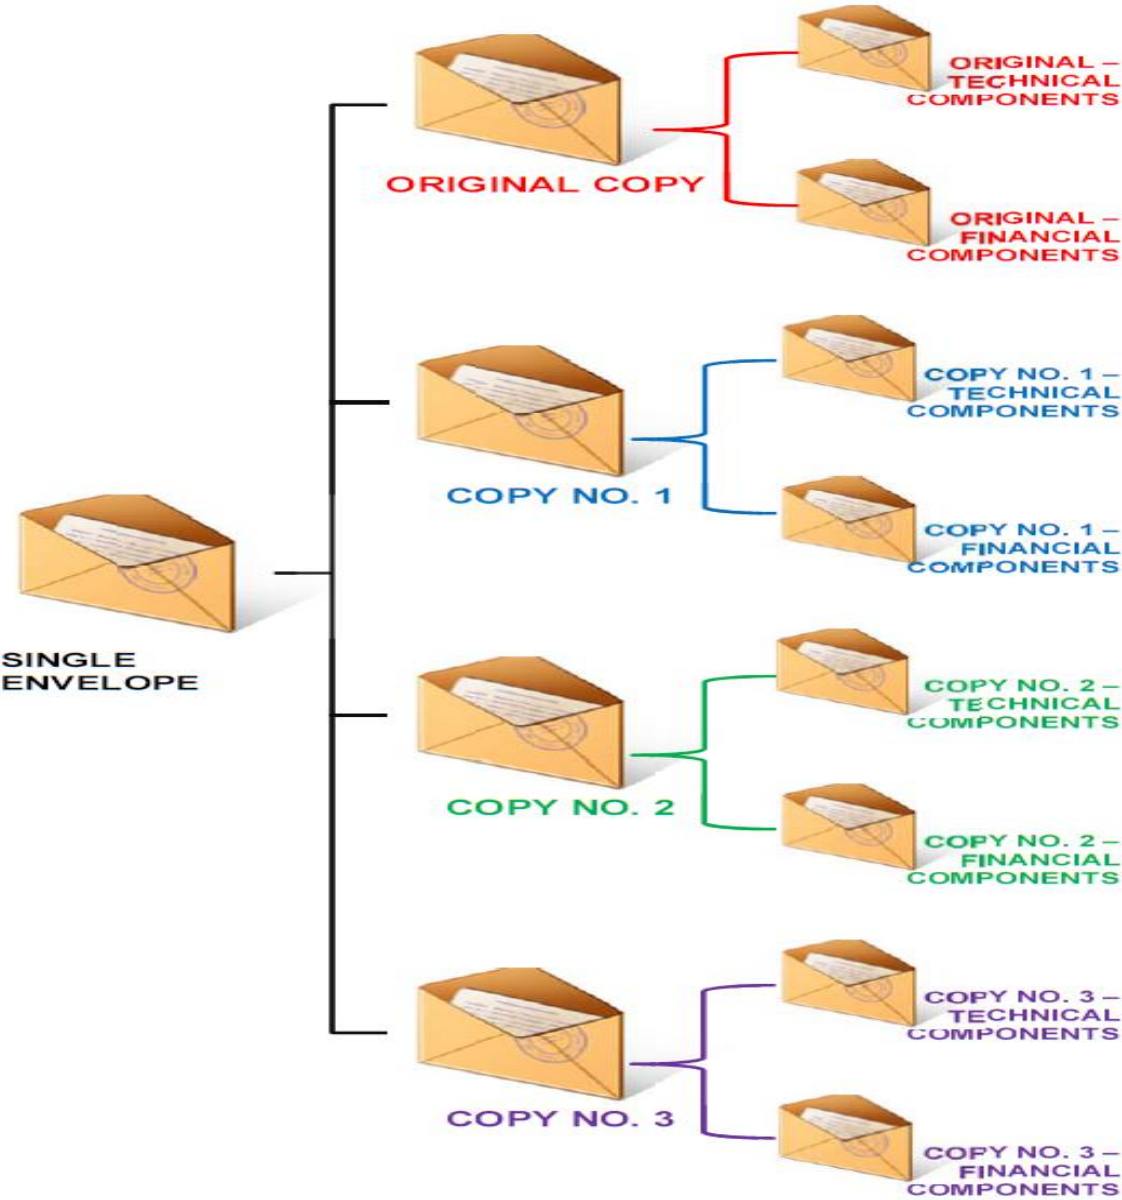 ORIGINAL –
TECHNICAL
COMPONENTS
ORIGINAL COPY
ORIGINAL –
FINANCIAL
COMPONENTS
COPY NO. 1 –
TECHNICAL
COMPONENTS
COPY NO. 1
COPY NO. 1 –
FINANCIAL
COMPONENTS
SINGLE
ENVELOPE
COPY NO. 2 –
TECHNICAL
COMPONENTS
COPY NO. 2
COPY NO. 2 –
FINANCIAL
COMPONENTS
COPY NO. 3 –
TECHNICAL
COMPONENTS
COPY NO. 3
COPY NO. 3 –
FINANCIAL
COMPONENTS